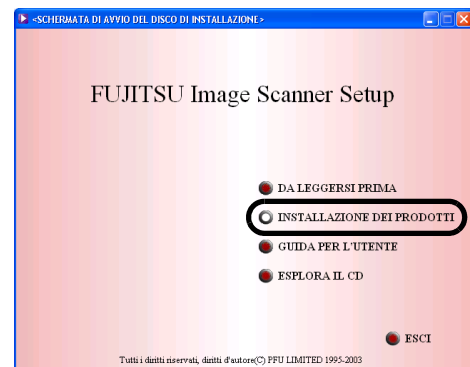 <SCHERMATA DI AVVIO DEL DISCO DI INSTALLAZIONE>
FUJITSU Image Scanner Setup
DA LEGGERSI PRIMA
INSTALLAZIONE DEI PRODOTTI
GUIDA PER L'UTENTE
ESPLORA IL CD
ESCI
Tutti i diritti riservati, diritti d'autore(C) PFU LIMITED 1995-2003